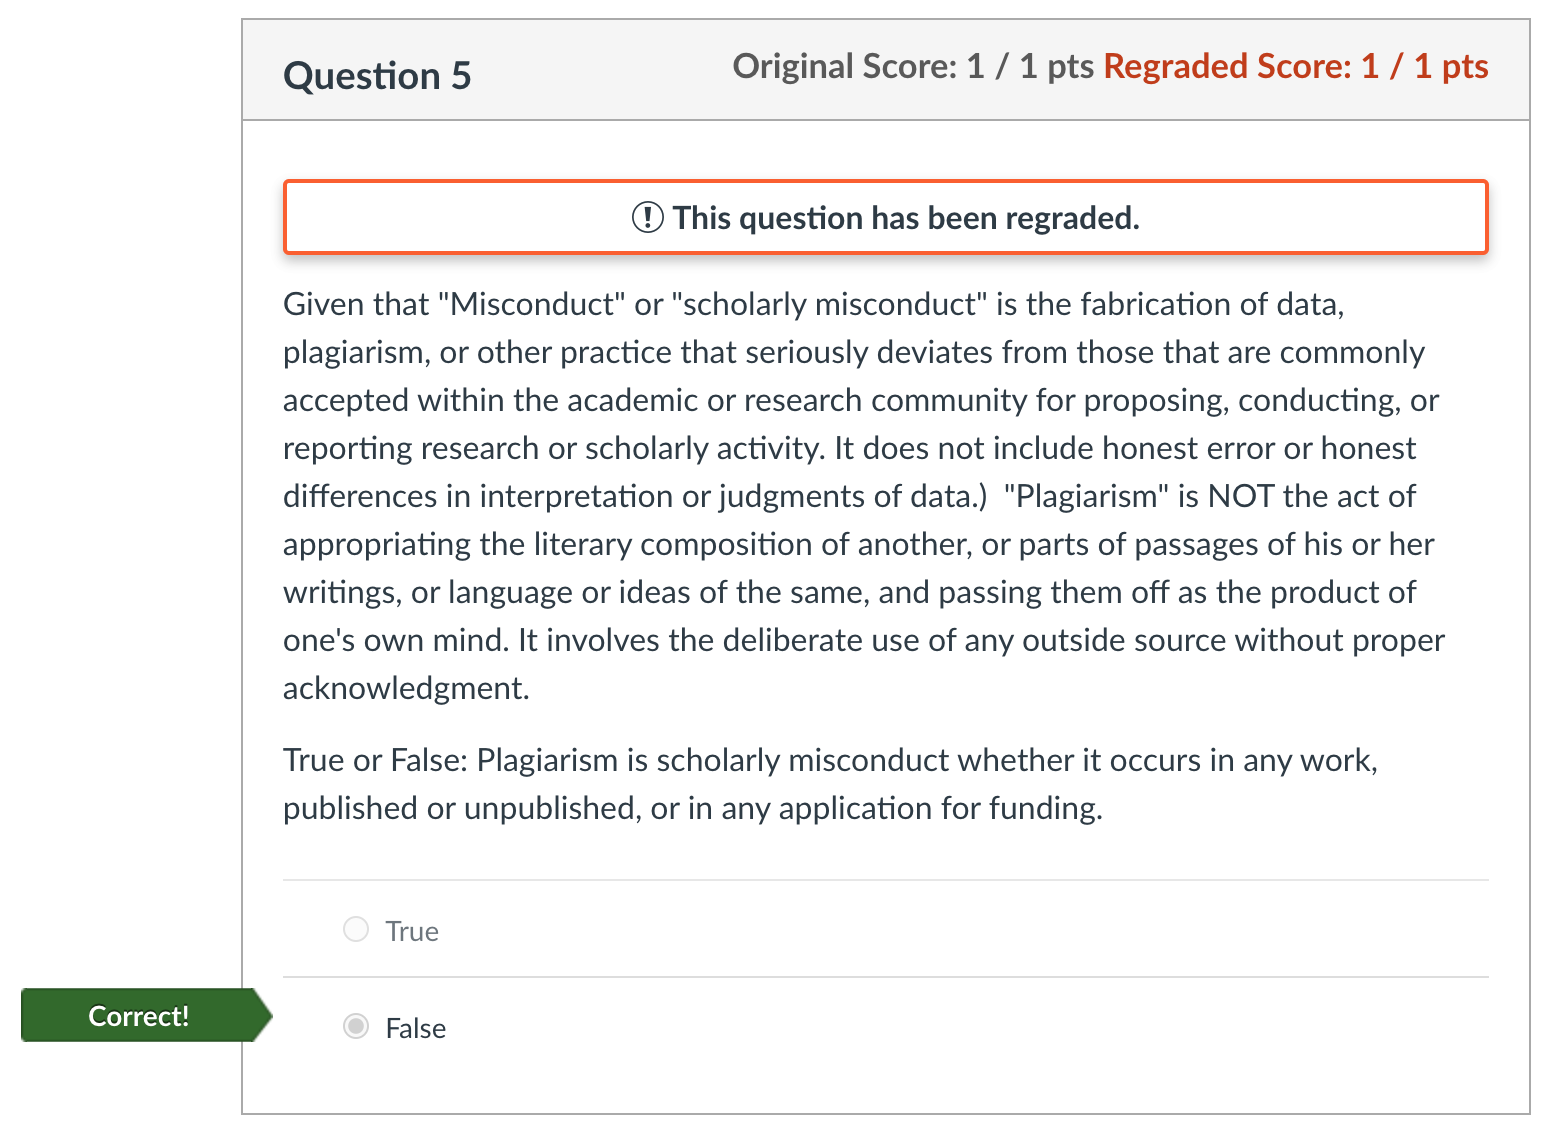 Question 5
Original Score: 1 / 1 pts Regraded Score: 1 / 1 pts
This question has been regraded.
Given that "Misconduct" or "scholarly misconduct" is the fabrication of data,
plagiarism, or other practice that seriously deviates from those that are commonly
accepted within the academic or research community for proposing, conducting, or
reporting research or scholarly activity. It does not include honest error or honest
differences in interpretation or judgments of data.)  "Plagiarism" is NOT the act of
appropriating the literary composition of another, or parts of passages of his or her
writings, or language or ideas of the same, and passing them off as the product of
one's own mind. It involves the deliberate use of any outside source without proper
acknowledgment.
True or False: Plagiarism is scholarly misconduct whether it occurs in any work,
published or unpublished, or in any application for funding.
True
Correct!
False